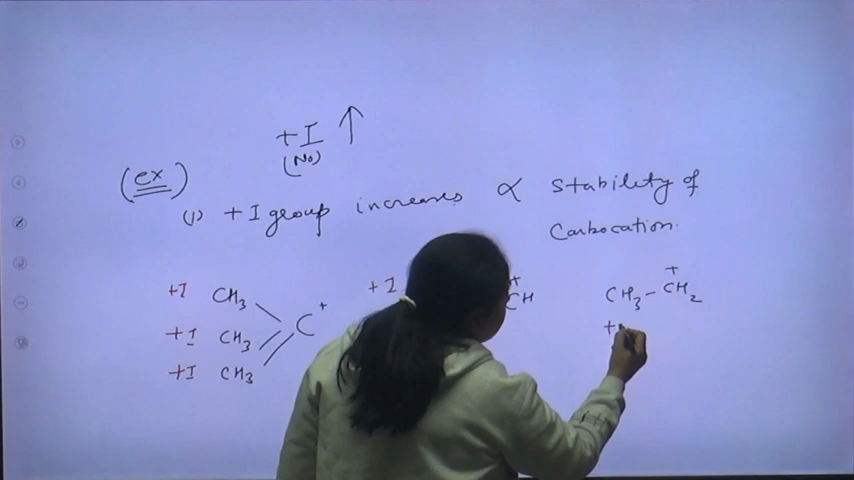 +I ↑
(No)
(ex)
(1) +I group increases ∝ stability of
Carbocation.
+I CH3
+I CH3 C+
+I CH3
+I
+
CH
+
CH3-CH2
+